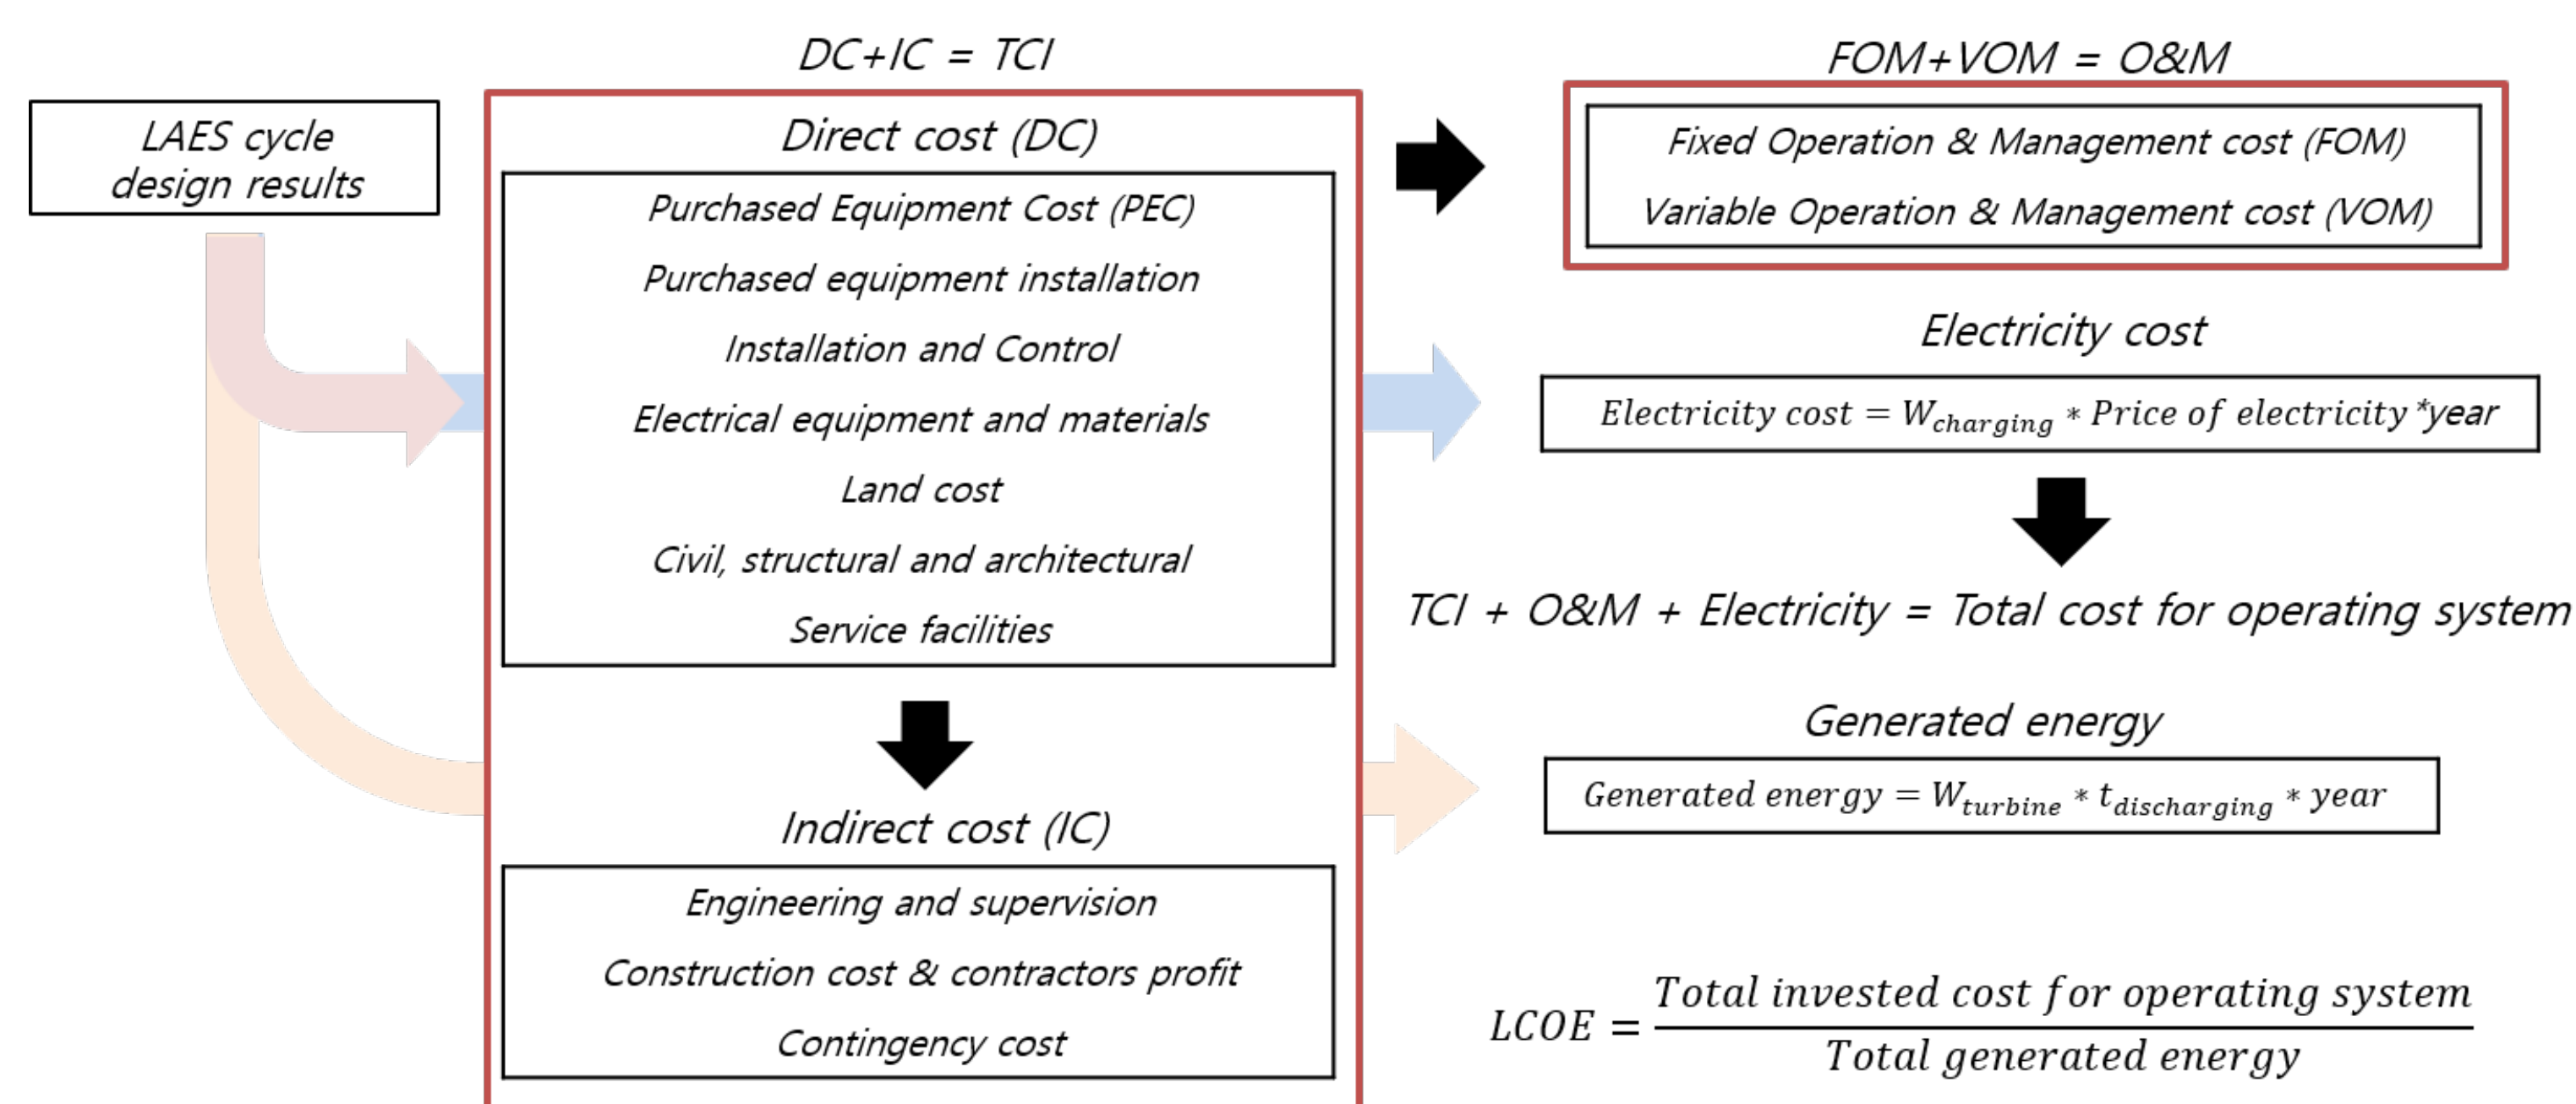 LAES cycle
design results
DC+IC = TCI
Direct cost (DC)
Purchased Equipment Cost (PEC)
Purchased equipment installation
Installation and Control
Electrical equipment and materials
Land cost
Civil, structural and architectural
Service facilities
Indirect cost (IC)
Engineering and supervision
Construction cost & contractors profit
Contingency cost
FOM+VOM = O&M
Fixed Operation & Management cost (FOM)
Variable Operation & Management cost (VOM)
Electricity cost
Electricity cost = W_charging * Price of electricity *year
TCI + O&M + Electricity = Total cost for operating system
Generated energy
Generated energy = W_turbine * t_discharging * year
LCOE = Total invested cost for operating system
Total generated energy